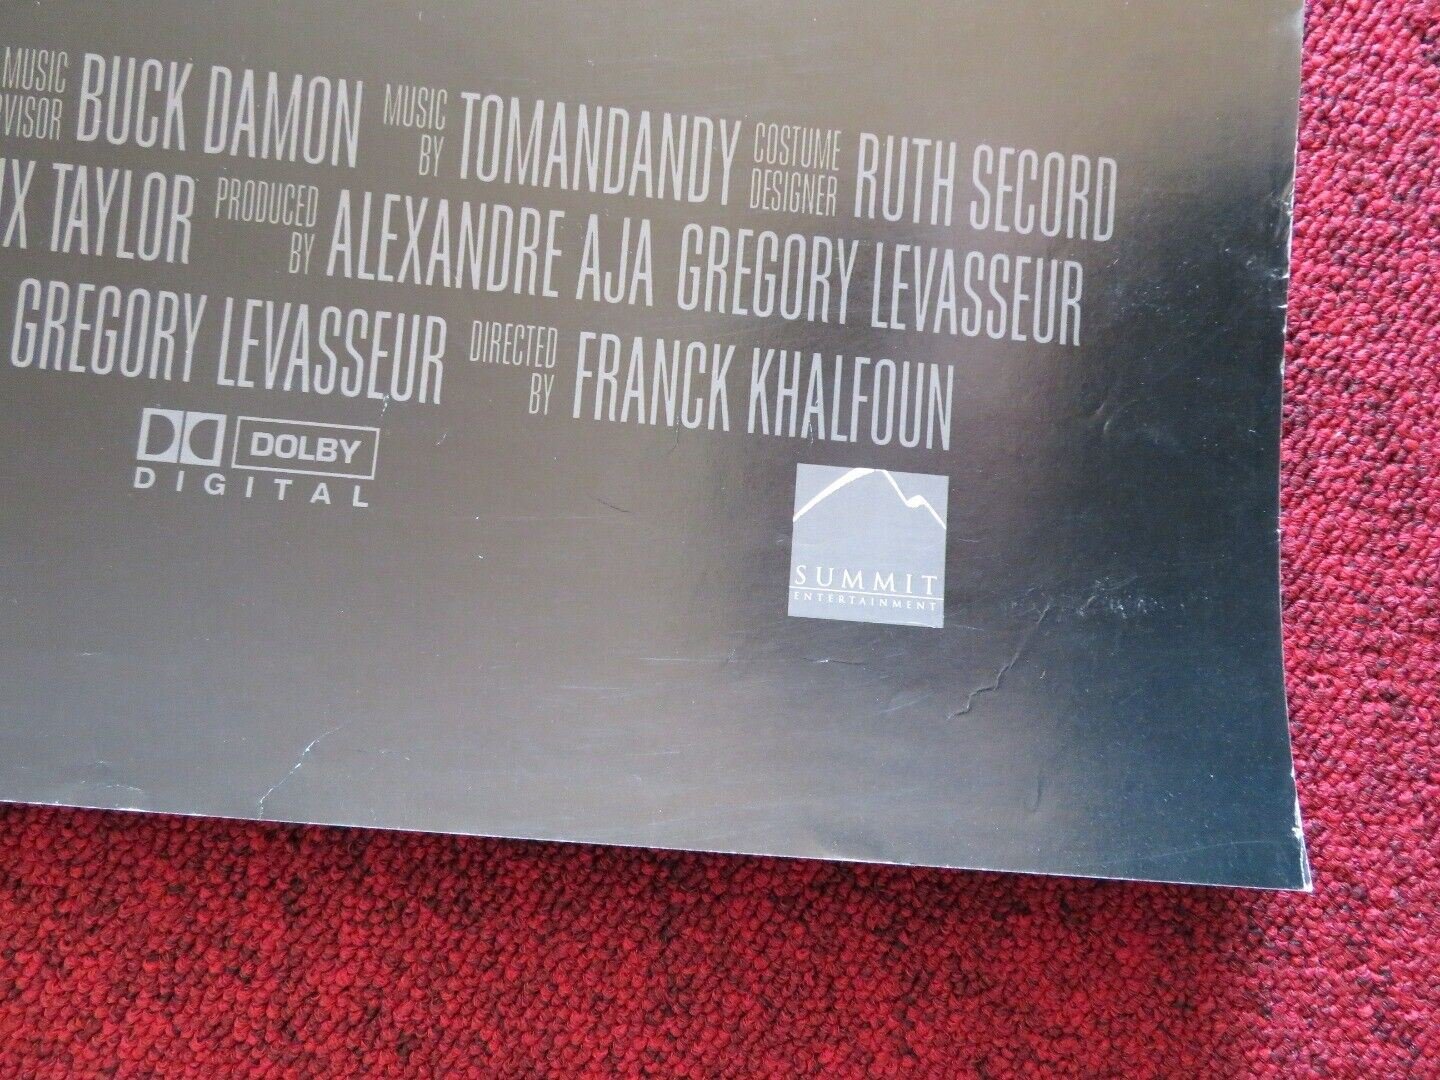 MUSIC BUCK DAMON MUSIC BY TOMANDANDY COSTUME DESIGNER RUTH SECORD
TAYLOR PRODUCED BY ALEXANDRE AJA GREGORY LEVASSEUR
GREGORY LEVASSEUR DIRECTED BY FRANCK KHALFOUN
DOLBY
DIGITAL
SUMMIT
ENTERTAINMENT